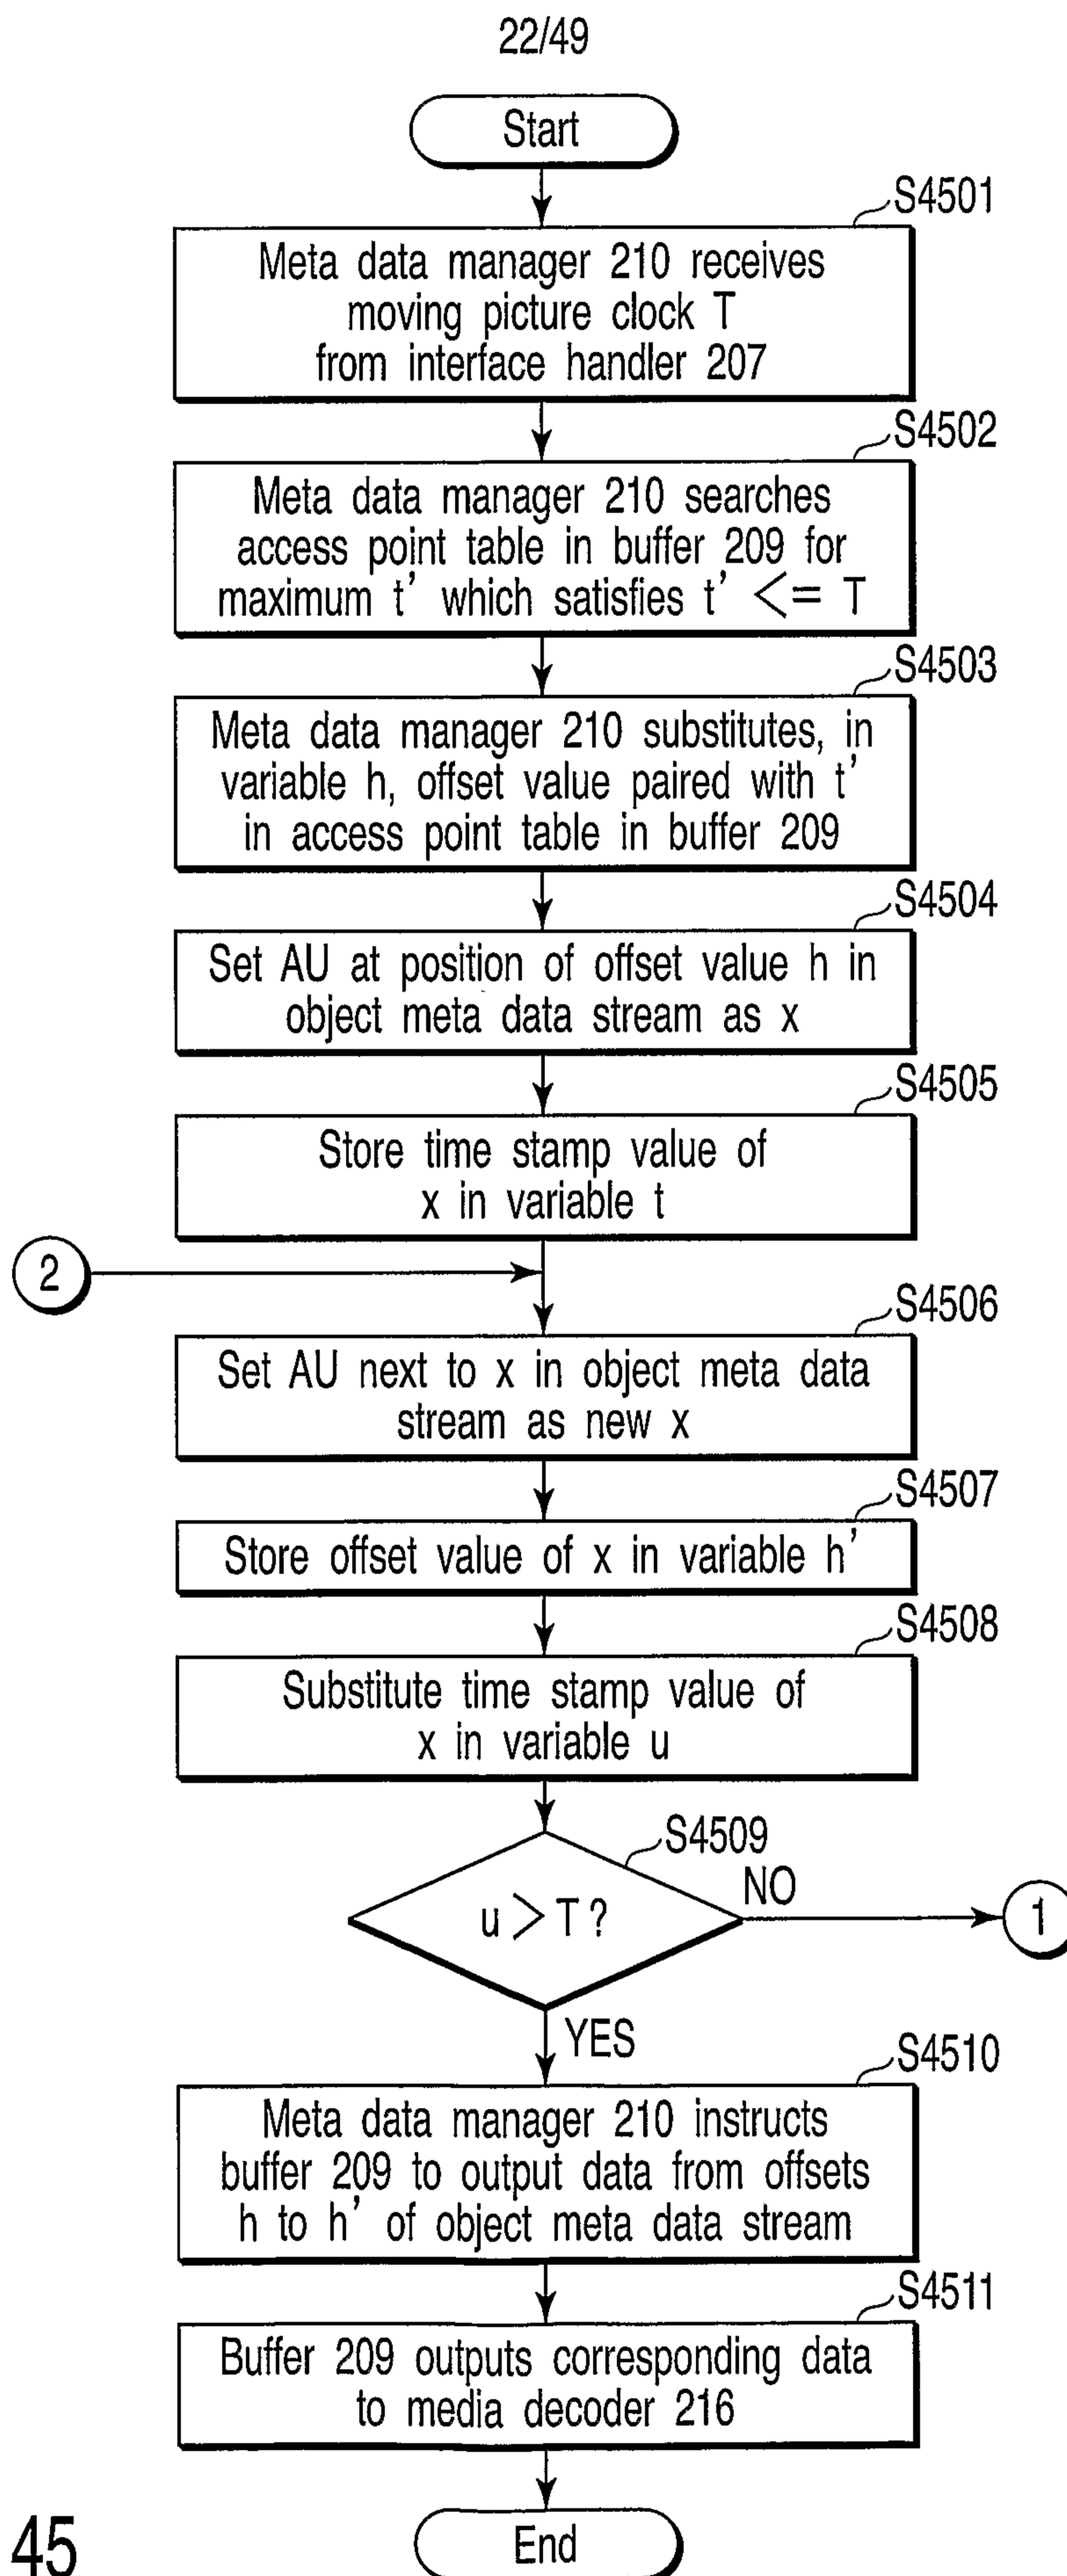 22/49
Start
S4501
Meta data manager 210 receives
moving picture clock T
from interface handler 207
S4502
Meta data manager 210 searches
access point table in buffer 209 for
maximum t' which satisfies t' <= T
S4503
Meta data manager 210 substitutes, in
variable h, offset value paired with t'
in access point table in buffer 209
S4504
Set AU at position of offset value h in
object meta data stream as x
S4505
Store time stamp value of
x in variable t
2
S4506
Set AU next to x in object meta data
stream as new x
S4507
Store offset value of x in variable h'
S4508
Substitute time stamp value of
x in variable u
S4509
u > T ?
NO
1
YES
S4510
Meta data manager 210 instructs
buffer 209 to output data from offsets
h to h' of object meta data stream
S4511
Buffer 209 outputs corresponding data
to media decoder 216
End
45